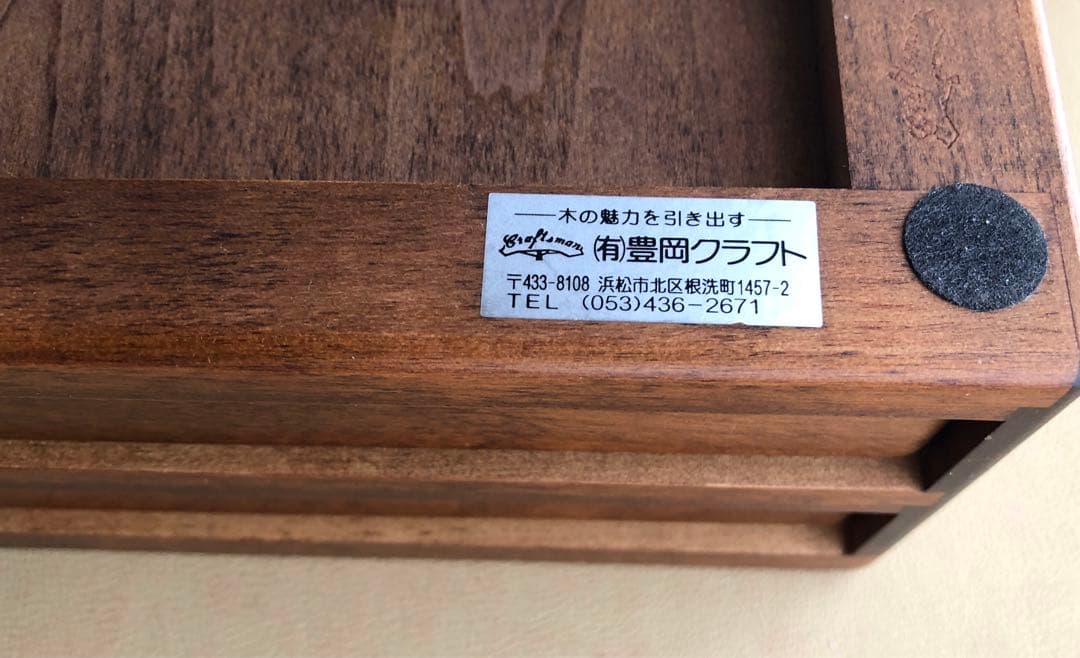 木の魅力を引き出す
Craftsman ㈲豊岡クラフト
〒433-8108 浜松市北区根洗町1457-2
TEL (053)436-2671